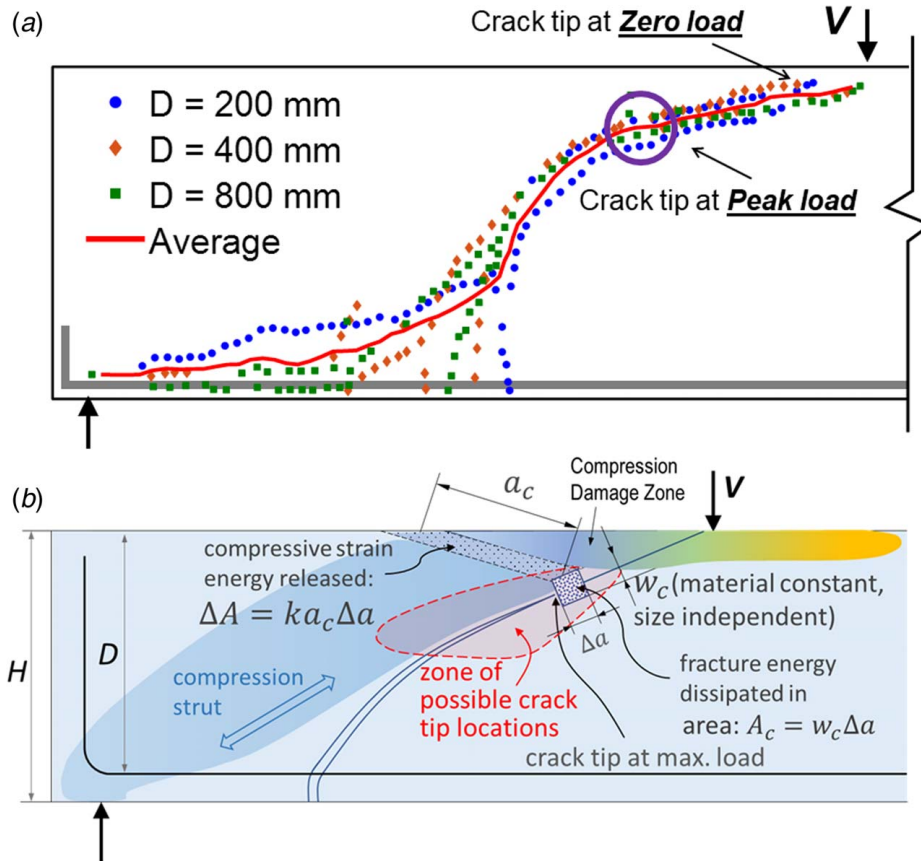 (a)
Crack tip at Zero load
V
D = 200 mm
D = 400 mm
D = 800 mm
Average
Crack tip at Peak load
(b)
a_c
Compression
Damage Zone
V
compressive strain
energy released:
ΔA = ka_cΔa
w_c(material constant,
size independent)
Δa
H
D
compression
strut
zone of
possible crack
tip locations
fracture energy
dissipated in
area: A_c = w_cΔa
crack tip at max. load